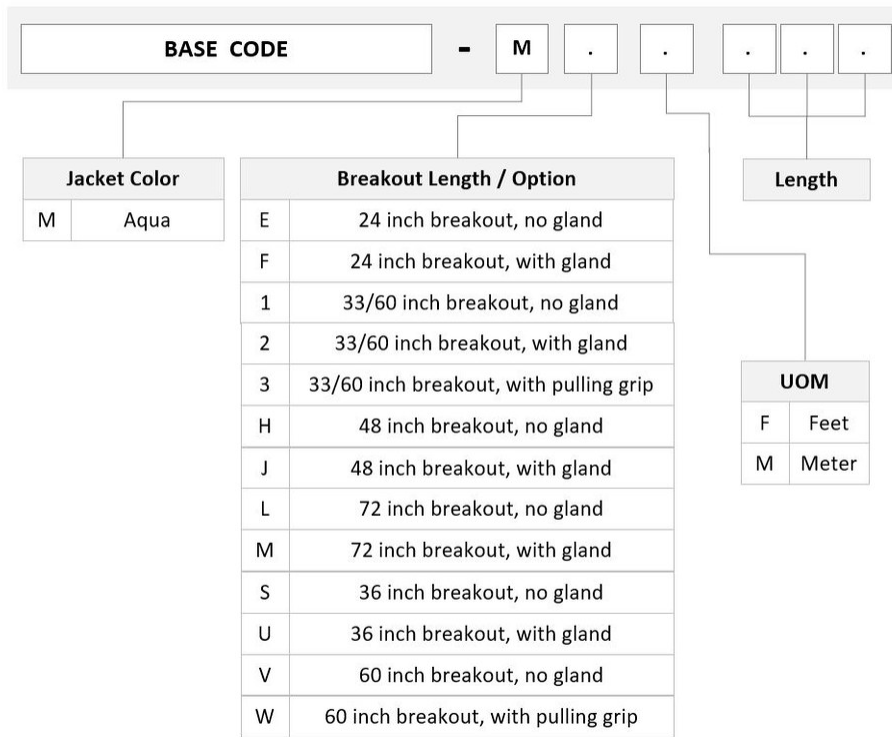 BASE CODE - M . . . . .
Jacket Color
M Aqua
Breakout Length / Option
E 24 inch breakout, no gland
F 24 inch breakout, with gland
1 33/60 inch breakout, no gland
2 33/60 inch breakout, with gland
3 33/60 inch breakout, with pulling grip
H 48 inch breakout, no gland
J 48 inch breakout, with gland
L 72 inch breakout, no gland
M 72 inch breakout, with gland
S 36 inch breakout, no gland
U 36 inch breakout, with gland
V 60 inch breakout, no gland
W 60 inch breakout, with pulling grip
Length
UOM
F Feet
M Meter